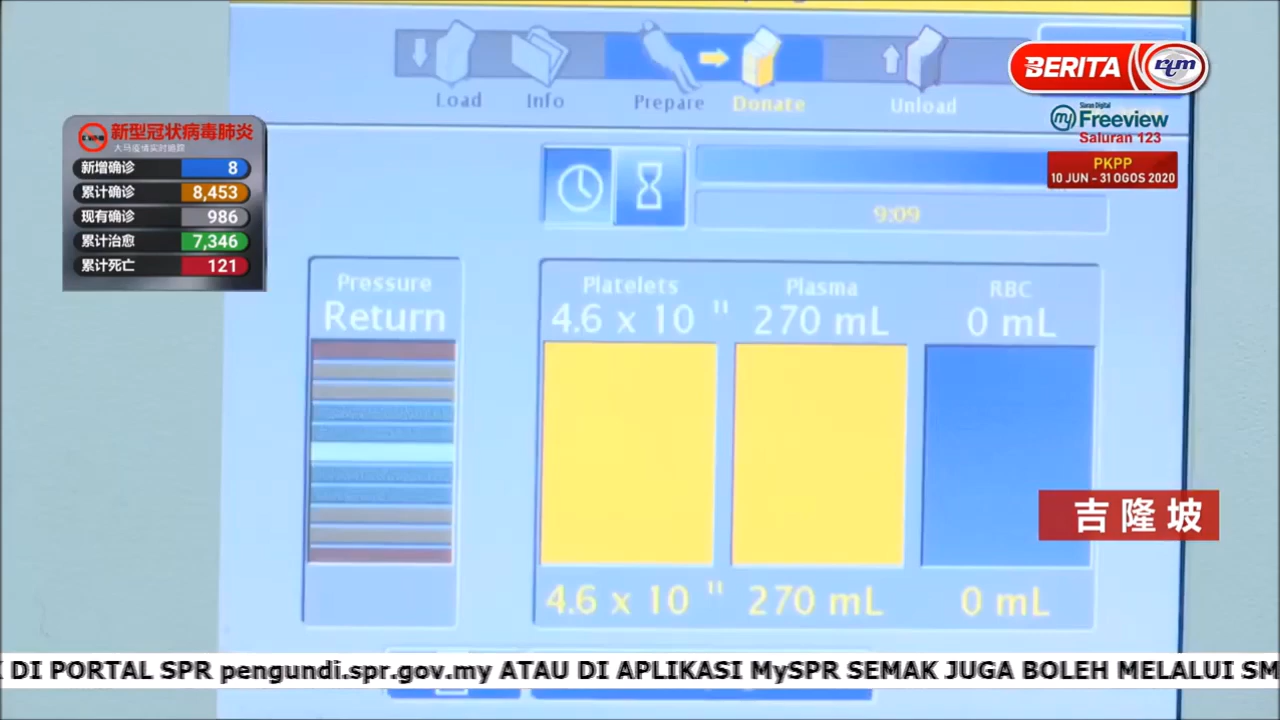 Load
Info
Prepare
Donate
Unload
BERITA rtm
Siaran Digital
my Freeview
Saluran 123
PKPP
10 JUN - 31 OGOS 2020
新型冠状病毒肺炎
大马疫情实时追踪
新增确诊 8
累计确诊 8,453
现有确诊 986
累计治愈 7,346
累计死亡 121
9:09
Pressure
Return
Platelets
4.6 x 10 "
Plasma
270 mL
RBC
0 mL
吉隆坡
4.6 x 10 " 270 mL 0 mL
DI PORTAL SPR pengundi.spr.gov.my ATAU DI APLIKASI MySPR SEMAK JUGA BOLEH MELALUI SM